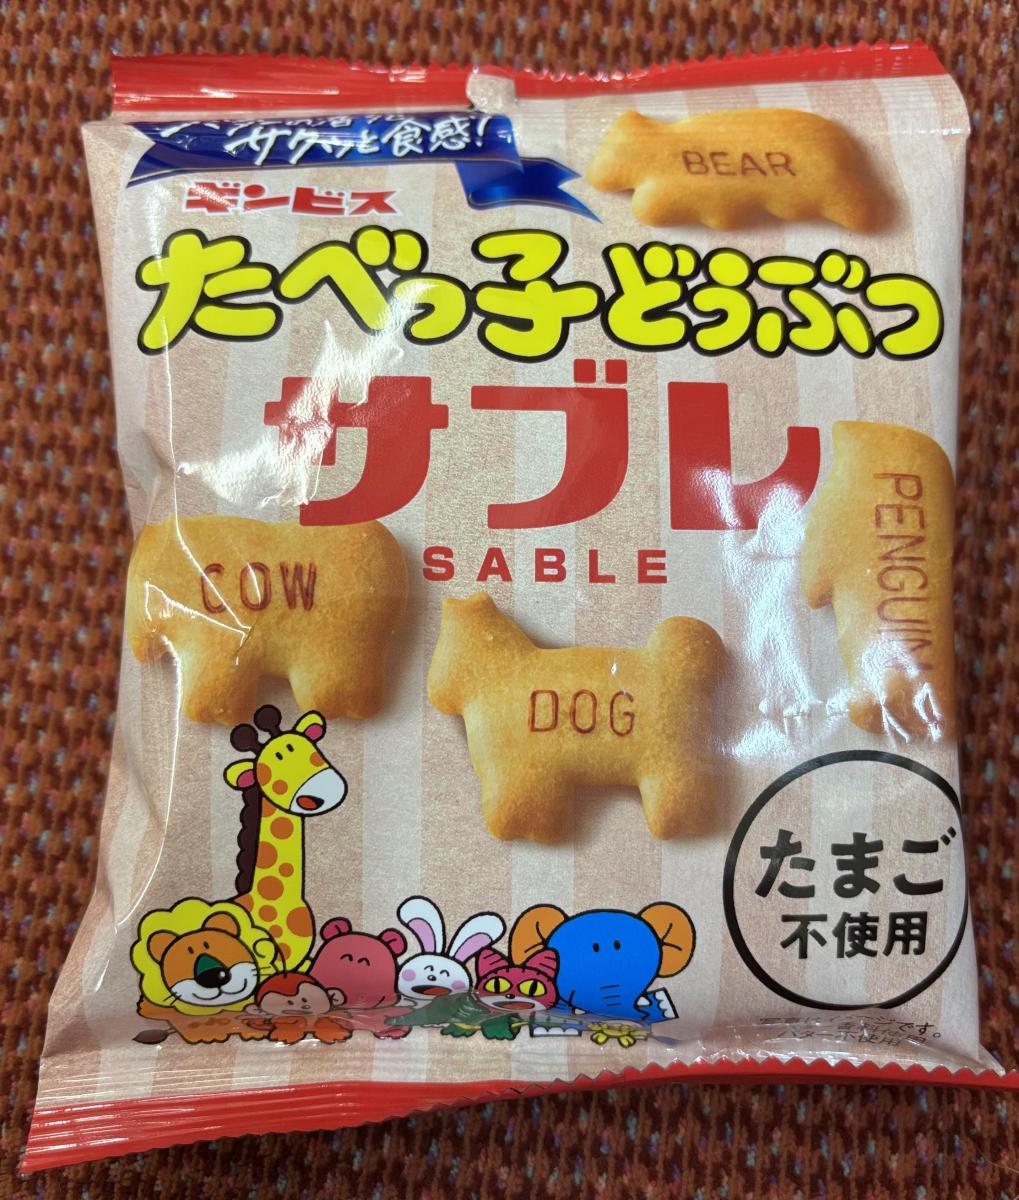 サクッと食感!
ギンビス
BEAR
たべっ子どうぶつ
サブレ
SABLE
PENGUIN
COW
DOG
たまご
不使用